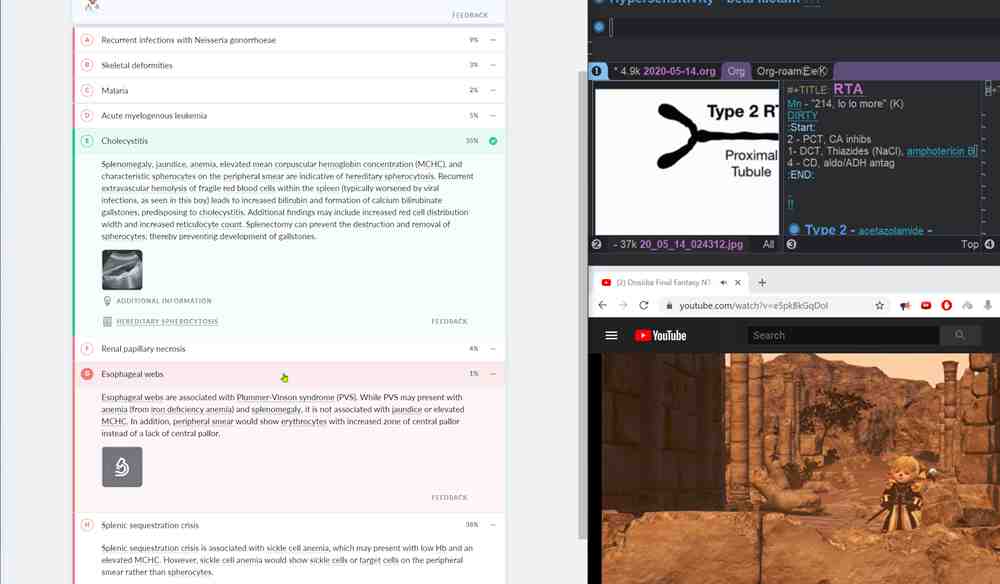 FEEDBACK
A Recurrent infections with Neisseria gonorrhoeae 9%
B Skeletal deformities 3%
C Malaria 2%
D Acute myelogenous leukemia 5%
E Cholecystitis
Splenomegaly, jaundice, anemia, elevated mean corpuscular hemoglobin concentration (MCHC), and
characteristic spherocytes on the peripheral smear are indicative of hereditary spherocytosis. Recurrent
extravascular hemolysis of fragile red blood cells within the spleen (typically worsened by viral
infections, as seen in this boy) leads to increased bilirubin and formation of calcium bilirubinate
gallstones, predisposing to cholecystitis. Additional findings may include increased red cell distribution
width and increased reticulocyte count. Splenectomy can prevent the destruction and removal of
spherocytes, thereby preventing development of gallstones.
ADDITIONAL INFORMATION
HEREDITARY SPHEROCYTOSIS
FEEDBACK
F Renal papillary necrosis 4%
G Esophageal webs 1%
Esophageal webs are associated with Plummer-Vinson syndrome (PVS). While PVS may present with
anemia (from iron deficiency anemia) and splenomegaly, it is not associated with jaundice or elevated
MCHC. In addition, peripheral smear would show erythrocytes with increased zone of central pallor
instead of a lack of central pallor.
FEEDBACK
H Splenic sequestration crisis 38%
Splenic sequestration crisis is associated with sickle cell anemia, which may present with low Hb and an
elevated MCHC. However, sickle cell anemia would show sickle cells or target cells on the peripheral
smear rather than spherocytes.
Hypersensitivity - beta
1 * 4.9k 2020-05-14.org Org Org-roam
Type 2 RT
Proximal
Tubule
#+TITLE: RTA
Mn - "214, lo lo more" (K)
DIRTY
:Start:
2 - PCT, CA inhibs
1- DCT, Thiazides (NaCl), amphotericin B
4 - CD, aldo/ADH antag
:END:
!!
Type 2 - acetazolamide -
2 - 37k 20_05_14_024312.jpg All 3 Top 4
(2) Dissidia Final Fantasy NT
youtube.com/watch?v=eSpkBkGqDoI
YouTube
Search